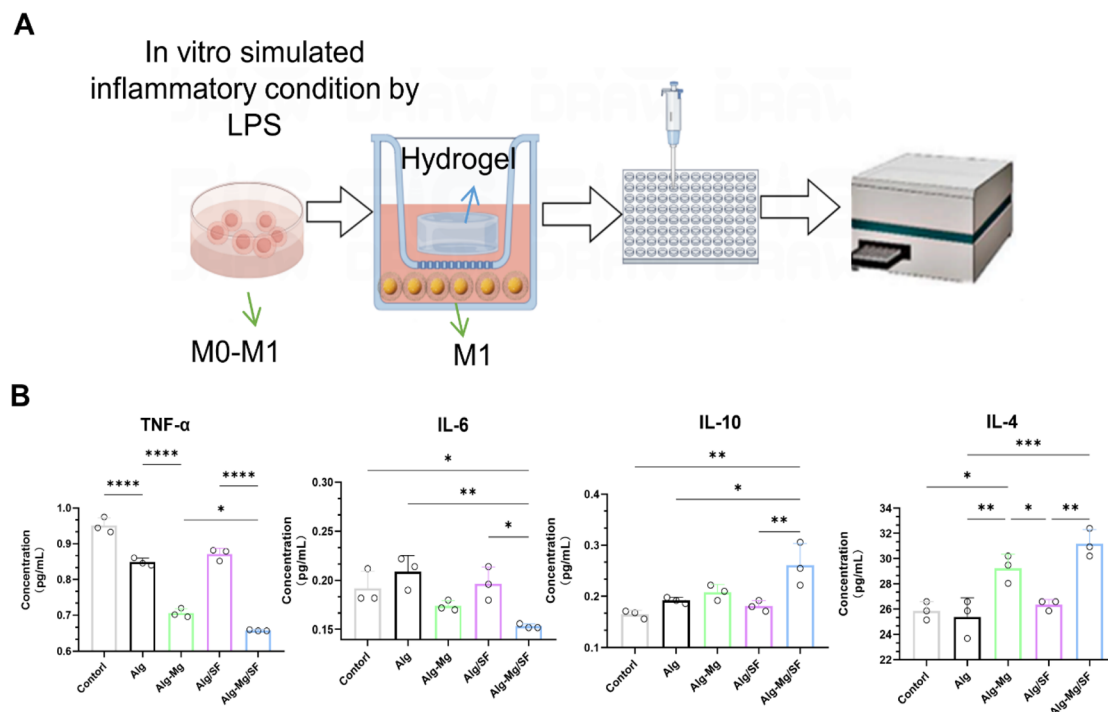 A
In vitro simulated
inflammatory condition by
LPS
Hydrogel
M0-M1
M1
B
TNF-α
****
****
****
*
Concentration
(pg/mL)
1.0
0.9
0.8
0.7
0.6
Contorl
Alg
Alg-Mg
Alg/SF
Alg-Mg/SF
IL-6
*
**
*
Concentration
(pg/mL)
0.30
0.25
0.20
0.15
Contorl
Alg
Alg-Mg
Alg/SF
Alg-Mg/SF
IL-10
**
*
**
Concentration
(pg/mL)
0.4
0.3
0.2
0.1
Contorl
Alg
Alg-Mg
Alg/SF
Alg-Mg/SF
IL-4
***
*
**
*
**
Concentration
(pg/mL)
34
32
30
28
26
24
22
Contorl
Alg
Alg-Mg
Alg/SF
Alg-Mg/SF